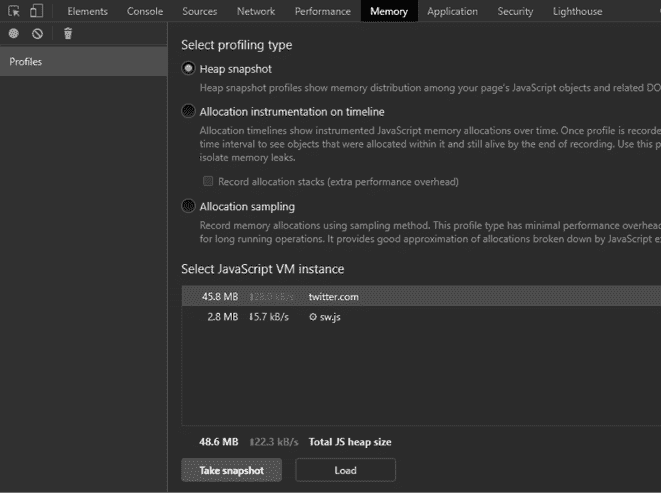 Elements Console Sources Network Performance Memory Application Security Lighthouse
Profiles
Select profiling type
Heap snapshot
Heap snapshot profiles show memory distribution among your page's JavaScript objects and related DO
Allocation instrumentation on timeline
Allocation timelines show instrumented JavaScript memory allocations over time. Once profile is recorde
time interval to see objects that were allocated within it and still alive by the end of recording. Use this p
isolate memory leaks.
Record allocation stacks (extra performance overhead)
Allocation sampling
Record memory allocations using sampling method. This profile type has minimal performance overhead
for long running operations. It provides good approximation of allocations broken down by JavaScript e
Select JavaScript VM instance
45.8 MB kB/s twitter.com
2.8 MB 5.7 kB/s sw.js
48.6 MB 22.3 kB/s Total JS heap size
Take snapshot Load